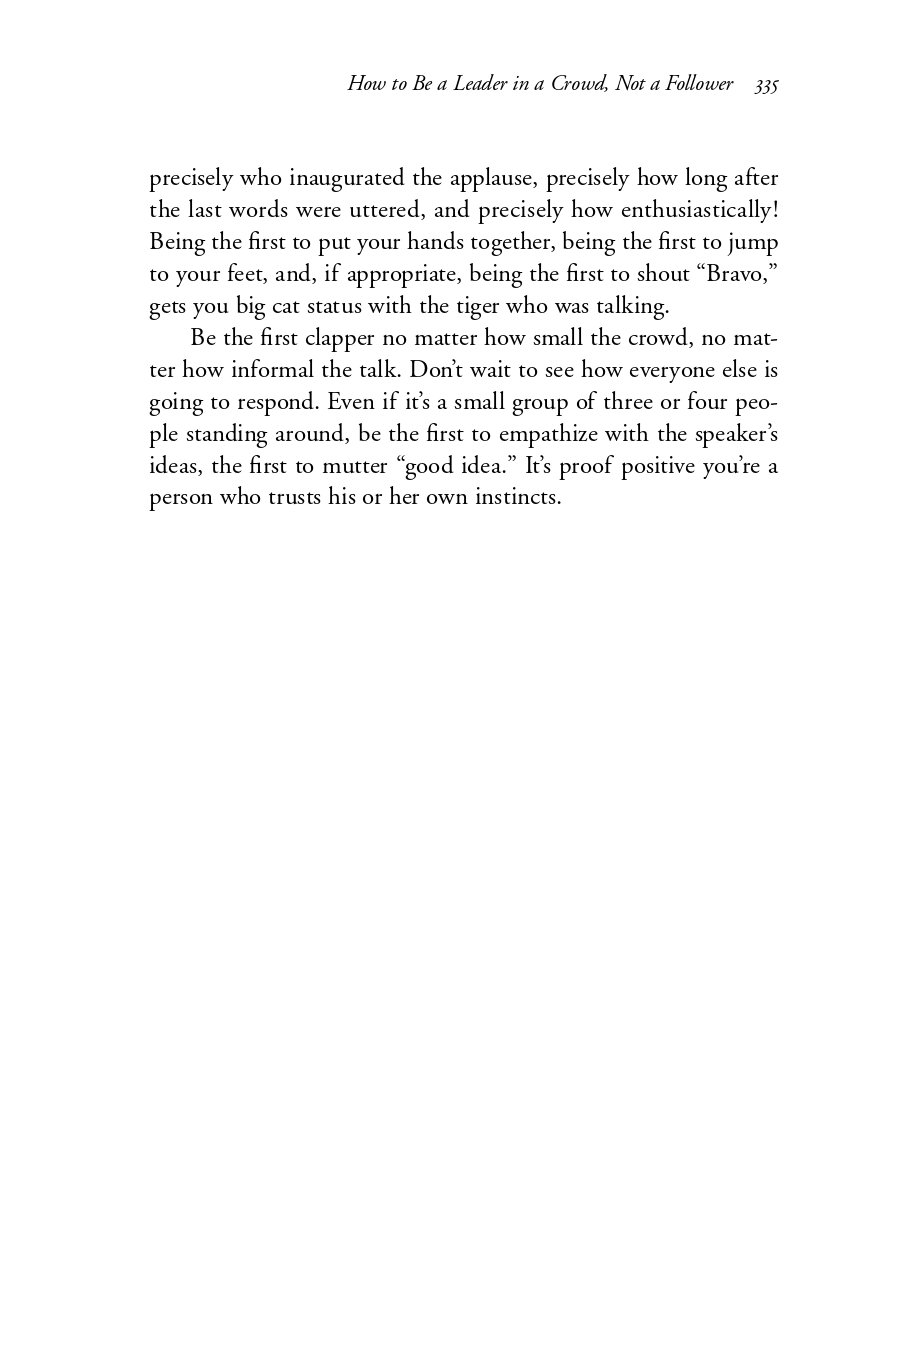 How to Be a Leader in a Crowd, Not a Follower 335
precisely who inaugurated the applause, precisely how long after
the last words were uttered, and precisely how enthusiastically!
Being the first to put your hands together, being the first to jump
to your feet, and, if appropriate, being the first to shout “Bravo,”
gets you big cat status with the tiger who was talking.
Be the first clapper no matter how small the crowd, no mat-
ter how informal the talk. Don’t wait to see how everyone else is
going to respond. Even if it’s a small group of three or four peo-
ple standing around, be the first to empathize with the speaker’s
ideas, the first to mutter “good idea.” It’s proof positive you’re a
person who trusts his or her own instincts.